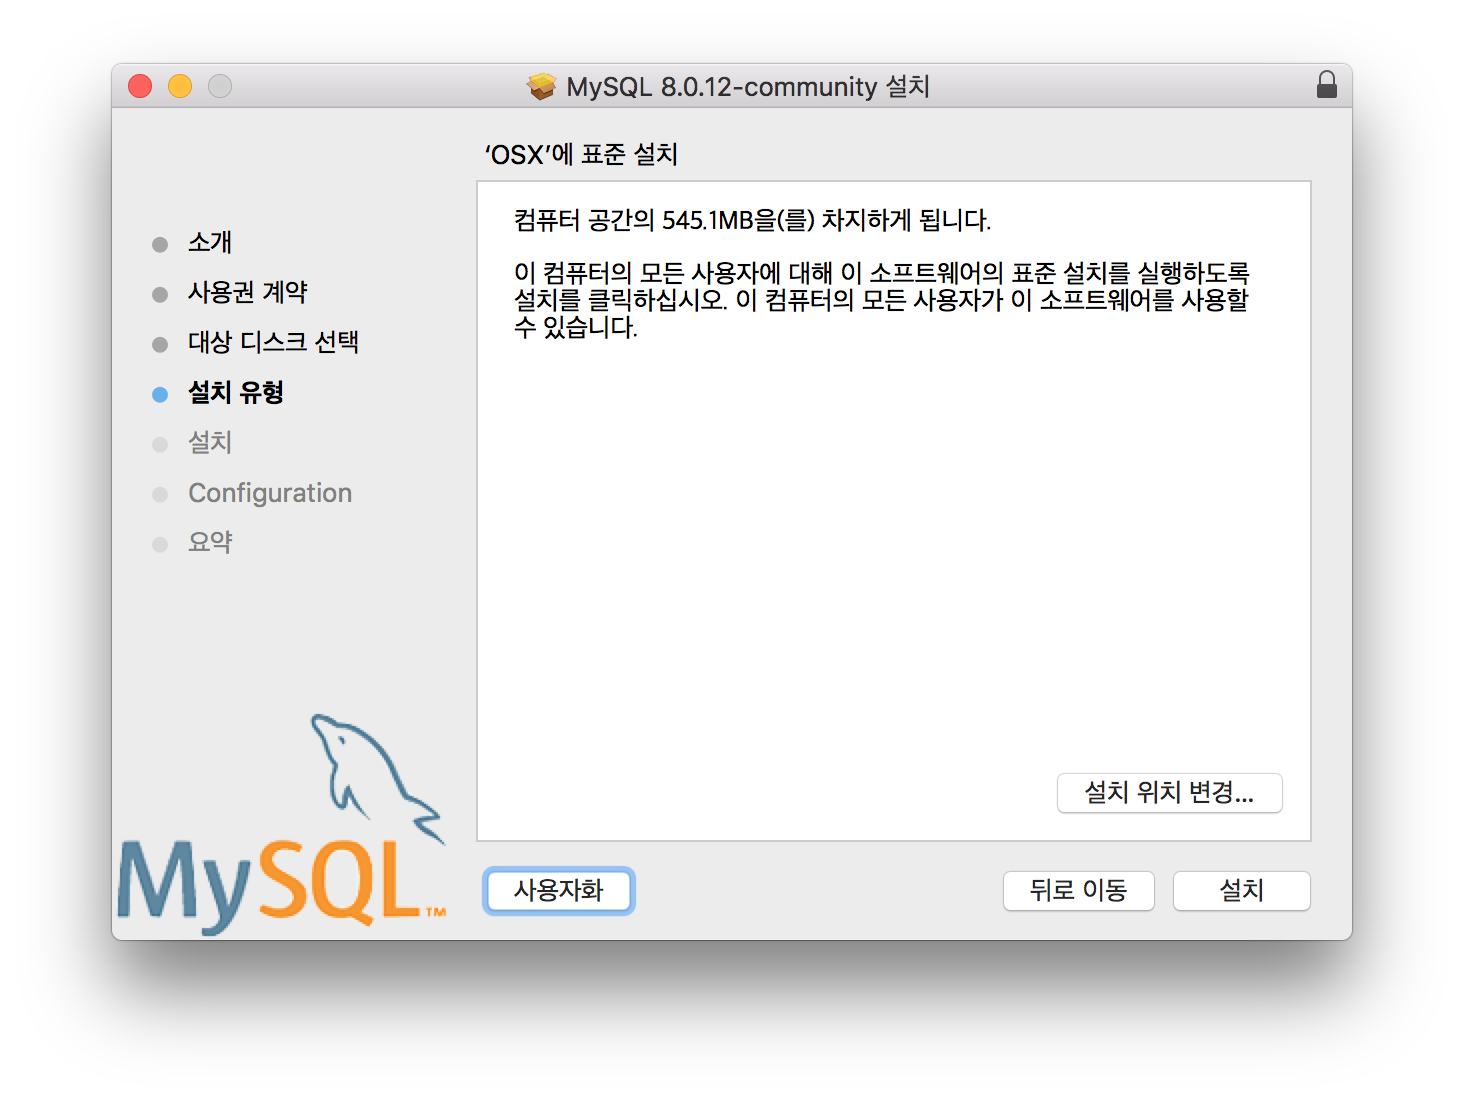 MySQL 8.0.12-community 설치
‘OSX’에 표준 설치
소개
사용권 계약
대상 디스크 선택
설치 유형
설치
Configuration
요약
컴퓨터 공간의 545.1MB을(를) 차지하게 됩니다.
이 컴퓨터의 모든 사용자에 대해 이 소프트웨어의 표준 설치를 실행하도록
설치를 클릭하십시오. 이 컴퓨터의 모든 사용자가 이 소프트웨어를 사용할
수 있습니다.
설치 위치 변경...
MySQL™
사용자화
뒤로 이동
설치